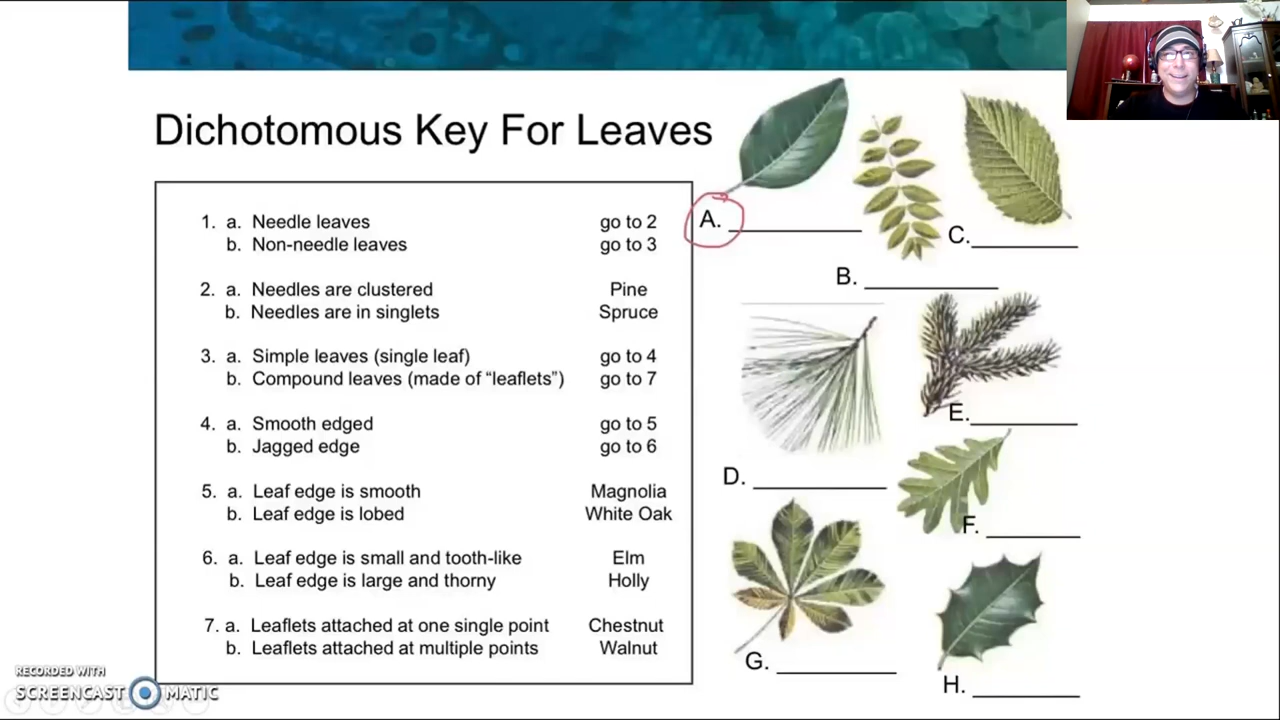 Dichotomous Key For Leaves
1. a. Needle leaves go to 2
b. Non-needle leaves go to 3
2. a. Needles are clustered Pine
b. Needles are in singlets Spruce
3. a. Simple leaves (single leaf) go to 4
b. Compound leaves (made of “leaflets”) go to 7
4. a. Smooth edged go to 5
b. Jagged edge go to 6
5. a. Leaf edge is smooth Magnolia
b. Leaf edge is lobed White Oak
6. a. Leaf edge is small and tooth-like Elm
b. Leaf edge is large and thorny Holly
7. a. Leaflets attached at one single point Chestnut
b. Leaflets attached at multiple points Walnut
A.
B.
C.
D.
E.
F.
G.
H.
RECORDED WITH
SCREENCAST MATIC